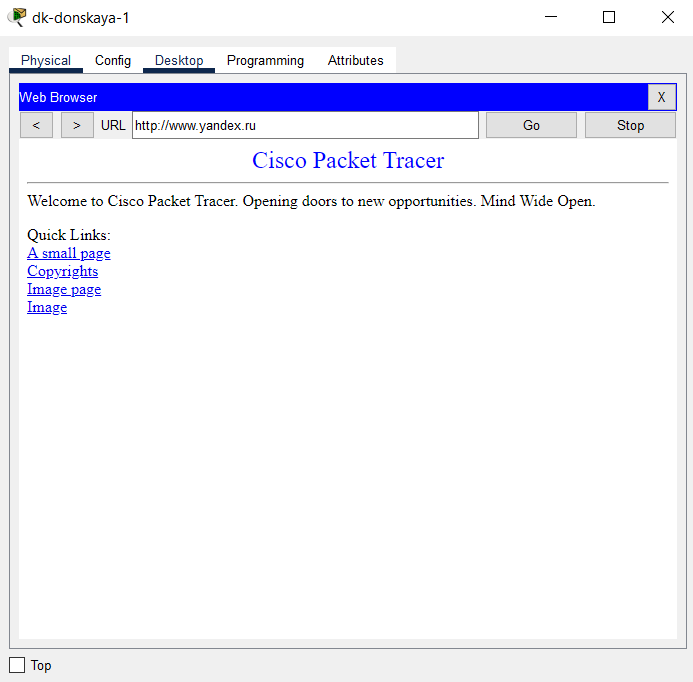 dk-donskaya-1
Physical Config Desktop Programming Attributes
Web Browser X
< > URL http://www.yandex.ru Go Stop
Cisco Packet Tracer
Welcome to Cisco Packet Tracer. Opening doors to new opportunities. Mind Wide Open.
Quick Links:
A small page
Copyrights
Image page
Image
Top